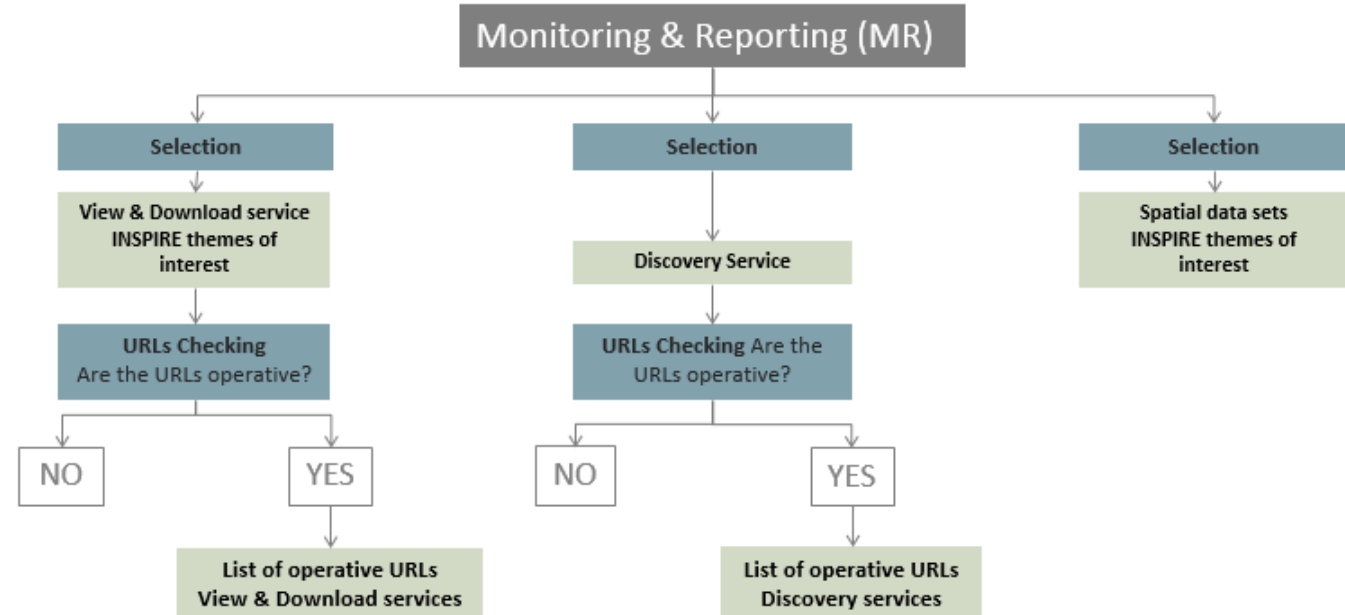 Monitoring & Reporting (MR)
Selection
Selection
Selection
View & Download service
INSPIRE themes of
interest
Discovery Service
Spatial data sets
INSPIRE themes of
interest
URLs Checking
Are the URLs operative?
URLs Checking Are the
URLs operative?
NO
YES
NO
YES
List of operative URLs
View & Download services
List of operative URLs
Discovery services